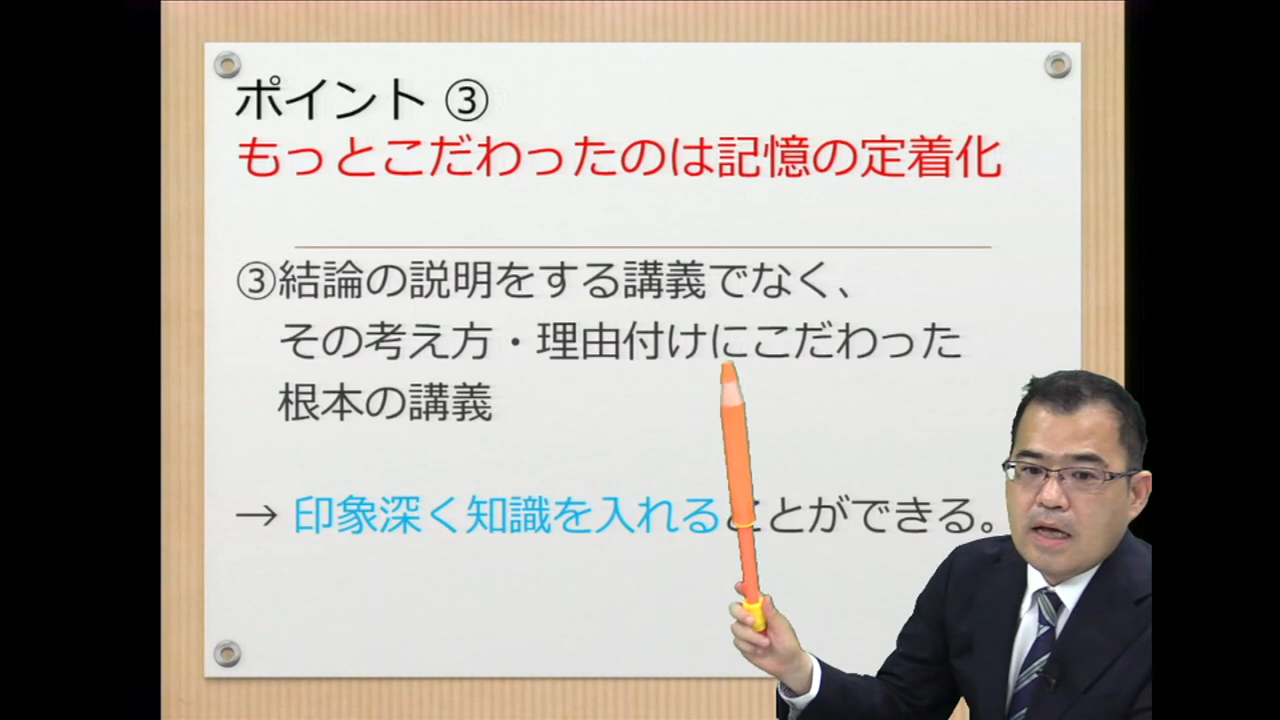 ポイント ③
もっとこだわったのは記憶の定着化
③結論の説明をする講義でなく、
その考え方・理由付けにこだわった
根本の講義
→ 印象深く知識を入れることができる。